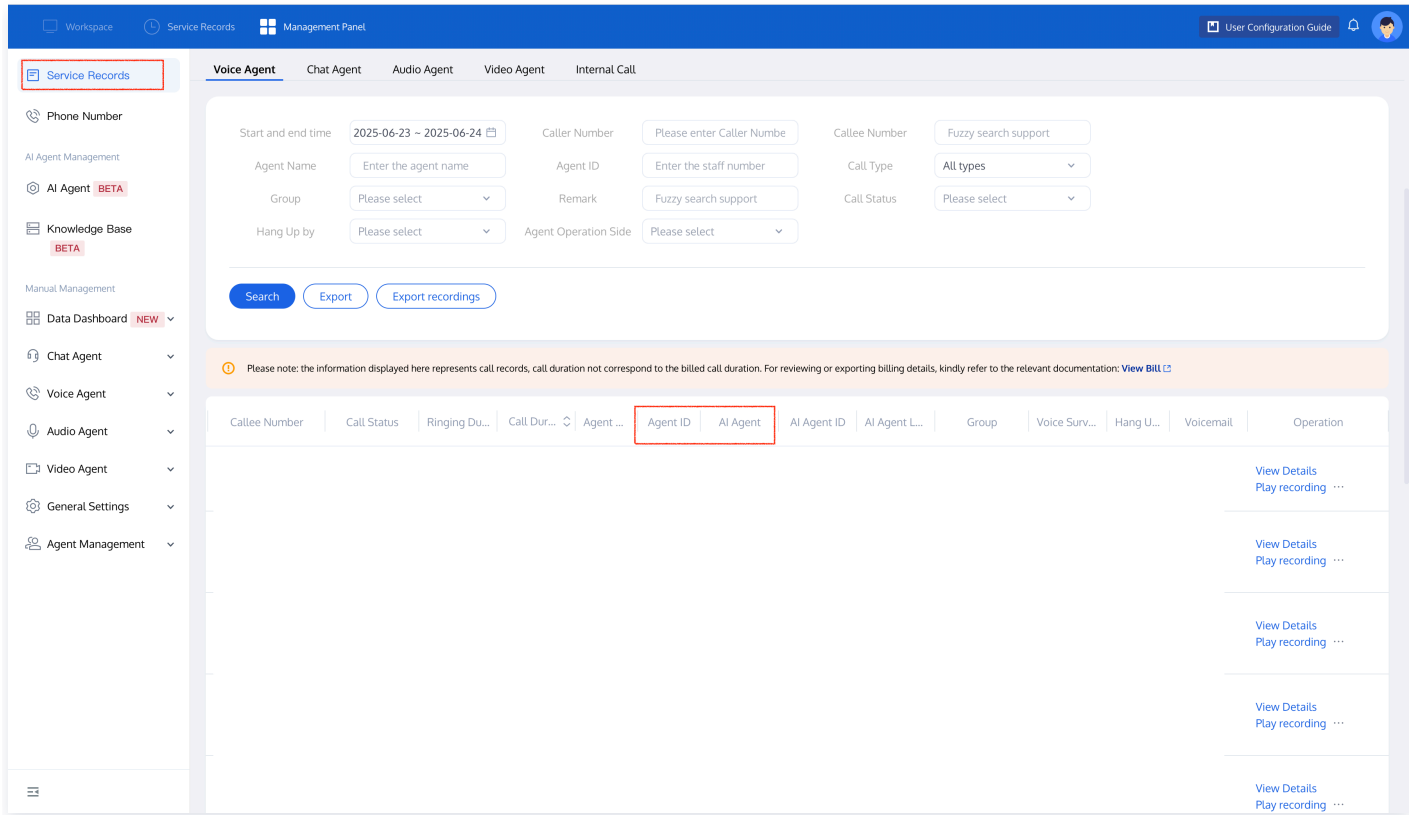 Workspace
Service Records
Management Panel
User Configuration Guide
Service Records
Phone Number
AI Agent Management
AI Agent BETA
Knowledge Base
BETA
Manual Management
Data Dashboard NEW
Chat Agent
Voice Agent
Audio Agent
Video Agent
General Settings
Agent Management
Voice Agent
Chat Agent
Audio Agent
Video Agent
Internal Call
Start and end time 2025-06-23 ~ 2025-06-24
Caller Number Please enter Caller Numbe
Callee Number Fuzzy search support
Agent Name Enter the agent name
Agent ID Enter the staff number
Call Type All types
Group Please select
Remark Fuzzy search support
Call Status Please select
Hang Up by Please select
Agent Operation Side Please select
Search
Export
Export recordings
Please note: the information displayed here represents call records, call duration not correspond to the billed call duration. For reviewing or exporting billing details, kindly refer to the relevant documentation: View Bill
Callee Number
Call Status
Ringing Du...
Call Dur...
Agent ...
Agent ID
AI Agent
AI Agent ID
AI Agent L...
Group
Voice Surv...
Hang U...
Voicemail
Operation
View Details
Play recording ...
View Details
Play recording ...
View Details
Play recording ...
View Details
Play recording ...
View Details
Play recording ...